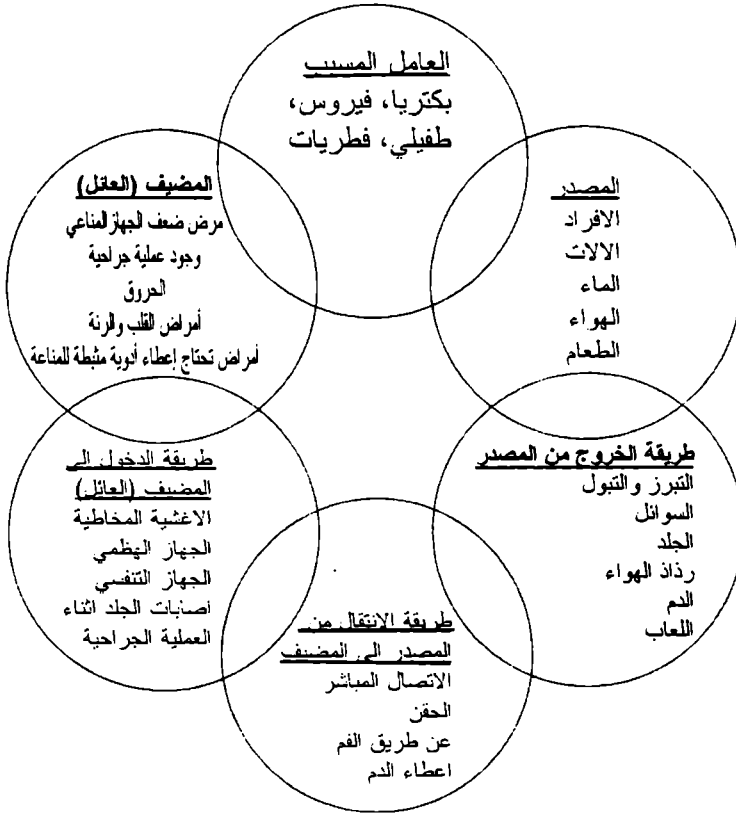 العامل المسبب
بكتريا، فيروس،
طفيلي، فطريات
المصدر
الافراد
الالات
الماء
الهواء
الطعام
طريقة الخروج من المصدر
التبرز والتبول
السوائل
الجلد
رذاذ الهواء
الدم
اللعاب
طريقة الانتقال من
المصدر الى المضيف
الاتصال المباشر
الحقن
عن طريق الفم
اعطاء الدم
طريقة الدخول الى
المضيف (العائل)
الاغشية المخاطية
الجهاز الهظمي
الجهاز التنفسي
اصابات الجلد اثناء
العملية الجراحية
المضيف (العائل)
مرض ضعف الجهاز المناعي
وجود عملية جراحية
الحروق
أمراض القلب والرئة
أمراض تحتاج إعطاء أدوية مثبطة للمناعة